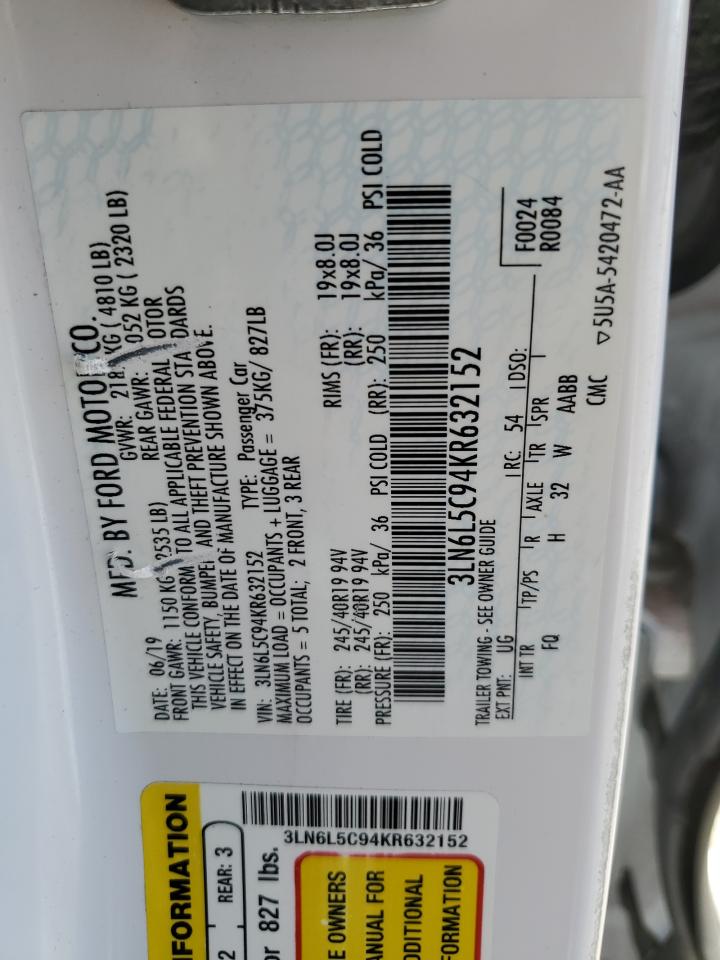 MFD. BY FORD MOTOR CO.
DATE: 06/19 GVWR: 218 KG ( 4810 LB)
FRONT GAWR: 1150 KG 2535 LB) REAR GAWR: 052 KG ( 2320 LB)
THIS VEHICLE CONFORM TO ALL APPLICABLE FEDERAL OTOR
VEHICLE SAFETY, BUMPE AND THEFT PREVENTION STA DARDS
IN EFFECT ON THE DATE OF MANUFACTURE SHOWN ABOVE.
VIN: 3LN6L5C94KR632152 TYPE: Passenger Car
MAXIMUM LOAD = OCCUPANTS + LUGGAGE = 375KG/ 827LB
OCCUPANTS = 5 TOTAL; 2 FRONT, 3 REAR
TIRE (FR): 245/40R19 94V RIMS (FR): 19x8.0J
(RR): 245/40R19 94V (RR): 19x8.0J
PRESSURE (FR): 250 kPa/ 36 PSI COLD (RR): 250 kPa/ 36 PSI COLD
3LN6L5C94KR632152
TRAILER TOWING - SEE OWNER GUIDE
EXT PNT: UG RC: 54 DSO: F0024
R0084
INT TR TP/PS R AXLE TR SPR
FQ H 32 W AABB
CMC ▽5U5A-5420472-AA
FORMATION
2 REAR: 3
or 827 lbs.
3LN6L5C94KR632152
E OWNERS
ANUAL FOR
DDITIONAL
FORMATION